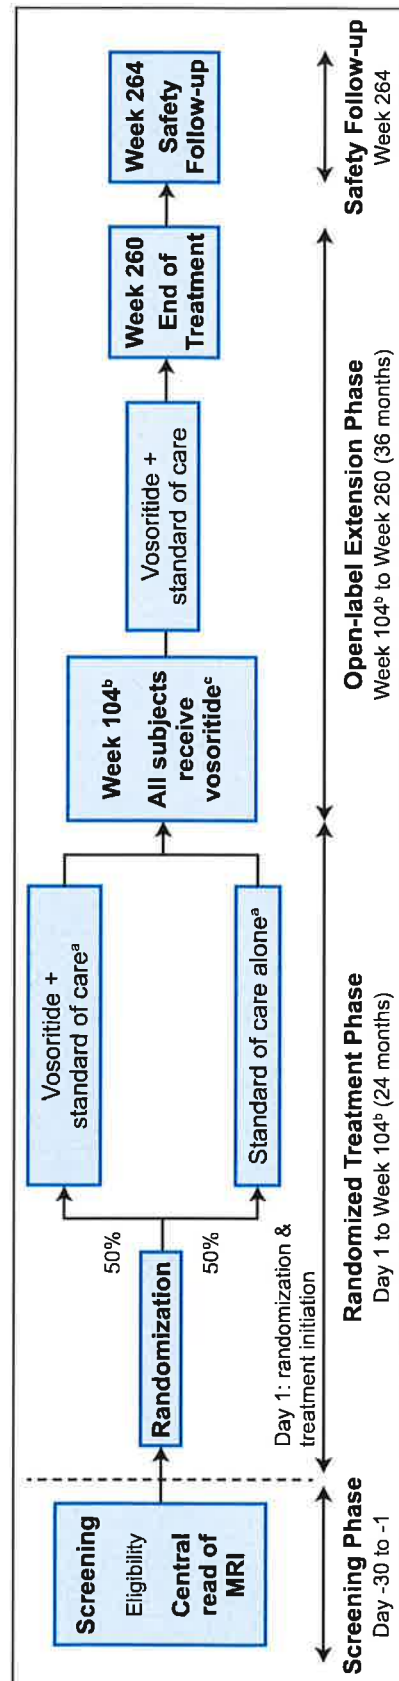 Screening
Eligibility
Central
read of
MRI
Randomization
50%
50%
Day 1: randomization &
treatment initiation
Vosoritide +
standard of careᵃ
Standard of care aloneᵃ
Week 104ᵇ
All subjects
receive
vosoritideᶜ
Vosoritide +
standard of care
Week 260
End of
Treatment
Week 264
Safety
Follow-up
Screening Phase
Day -30 to -1
Randomized Treatment Phase
Day 1 to Week 104ᵇ (24 months)
Open-label Extension Phase
Week 104ᵇ to Week 260 (36 months)
Safety Follow-up
Week 264